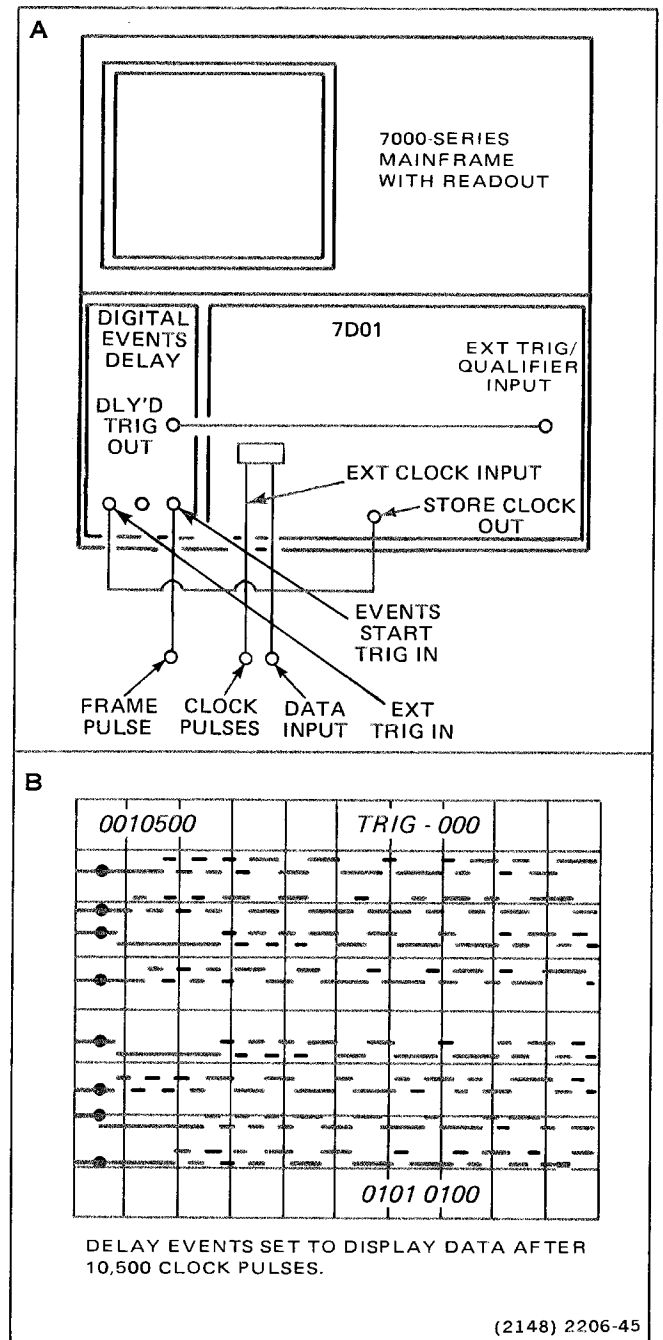 A
7000-SERIES
MAINFRAME
WITH READOUT
DIGITAL
EVENTS
DELAY
7D01
EXT TRIG/
QUALIFIER
INPUT
DLY'D
TRIG
OUT
EXT CLOCK INPUT
STORE CLOCK
OUT
EVENTS
START
TRIG IN
FRAME
PULSE
CLOCK
PULSES
DATA
INPUT
EXT
TRIG IN
B
0010500
TRIG - 000
0101 0100
DELAY EVENTS SET TO DISPLAY DATA AFTER
10,500 CLOCK PULSES.
(2148) 2206-45